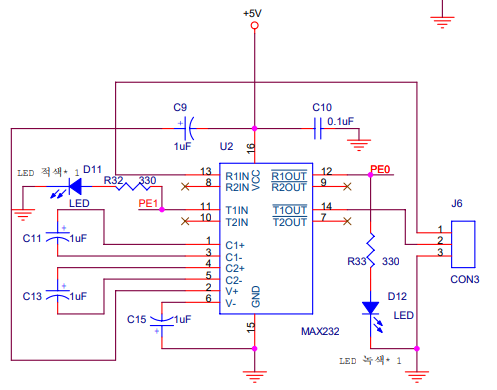 +5V
C9
1uF
C10
0.1uF
U2
16
LED 적색* 1
D11
LED
R32
330
PE1
13
8
11
10
1
3
4
5
2
6
R1IN
R2IN
T1IN
T2IN
C1+
C1-
C2+
C2-
V+
V-
VCC
GND
R1OUT
R2OUT
T1OUT
T2OUT
12
9
14
7
15
MAX232
PE0
R33
330
D12
LED
LED 녹색* 1
J6
1
2
3
CON3
C11
1uF
C13
1uF
C15
1uF